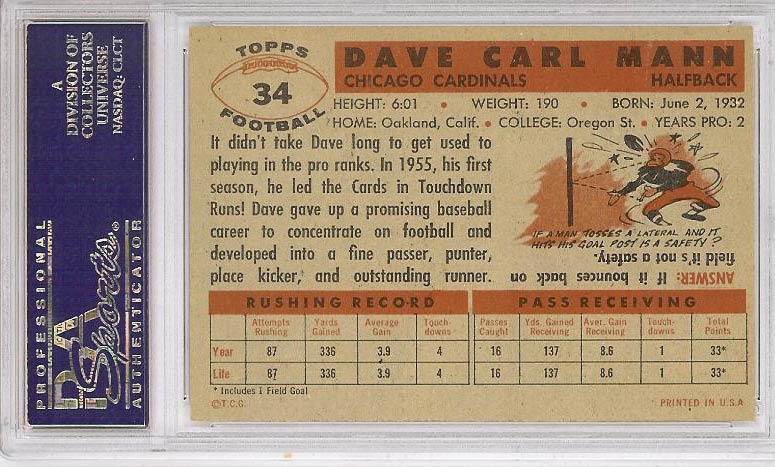 A
DIVISION OF
COLLECTORS
UNIVERSE
NASDAQ: CLCT
PROFESSIONAL
PSA
Sports®
AUTHENTICATOR
TOPPS
34
FOOTBALL
DAVE CARL MANN
CHICAGO CARDINALS HALFBACK
HEIGHT: 6:01 • WEIGHT: 190 • BORN: June 2, 1932
HOME: Oakland, Calif. • COLLEGE: Oregon St. • YEARS PRO: 2
It didn't take Dave long to get used to
playing in the pro ranks. In 1955, his first
season, he led the Cards in Touchdown
Runs! Dave gave up a promising baseball
career to concentrate on football and
developed into a fine passer, punter,
place kicker, and outstanding runner.
IF A MAN TOSSES A LATERAL AND IT
HITS HIS GOAL POST IS A SAFETY?
ANSWER: If it bounces back on
field it's not a safety.
RUSHING RECORD PASS RECEIVING
Attempts Rushing Yards Gained Average Gain Touch-downs Passes Caught Yds. Gained Receiving Aver. Gain Receiving Touch-downs Total Points
Year 87 336 3.9 4 16 137 8.6 1 33*
Life 87 336 3.9 4 16 137 8.6 1 33*
* Includes 1 Field Goal
©T.C.G. PRINTED IN U.S.A